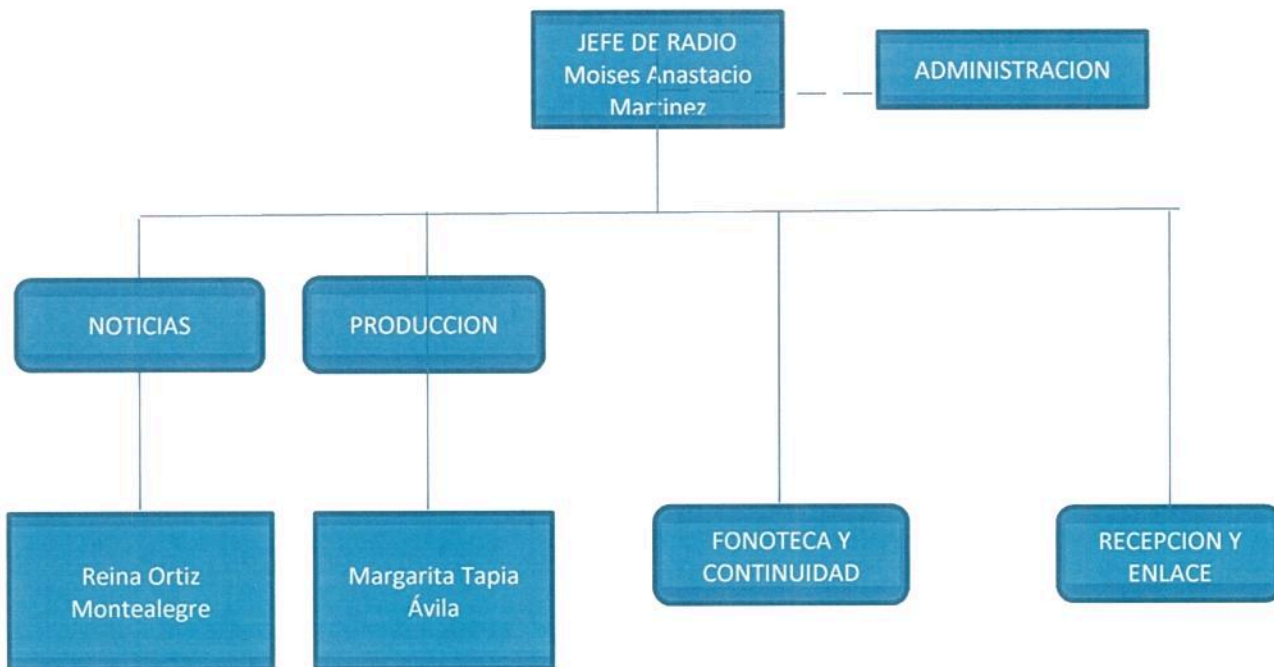 JEFE DE RADIO
Moises Anastacio
Martinez
ADMINISTRACION
NOTICIAS
PRODUCCION
Reina Ortiz
Montealegre
Margarita Tapia
Ávila
FONOTECA Y
CONTINUIDAD
RECEPCION Y
ENLACE